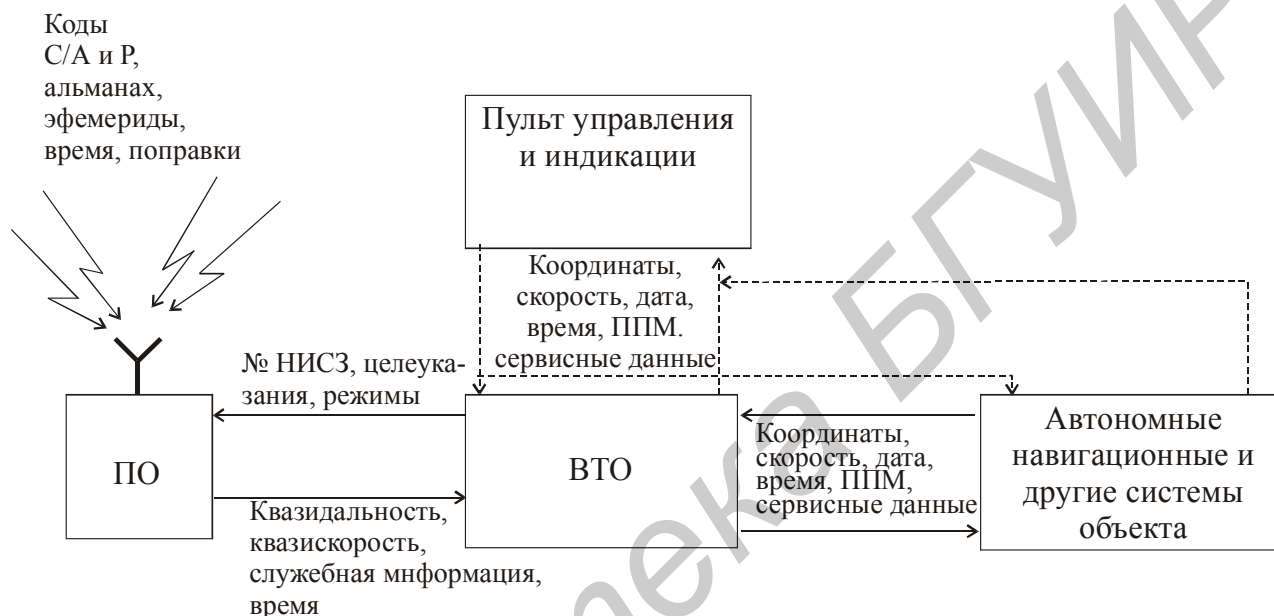 Коды
С/А и Р,
альманах,
эфемериды,
время, поправки
Пульт управления
и индикации
Координаты,
скорость, дата,
время, ППМ.
сервисные данные
№ НИСЗ, целеука-
зания, режимы
ПО
ВТО
Квазидальность,
квазискорость,
служебная мнформация,
время
Координаты,
скорость, дата,
время, ППМ,
сервисные данные
Автономные
навигационные и
другие системы
объекта
тека БГУИР